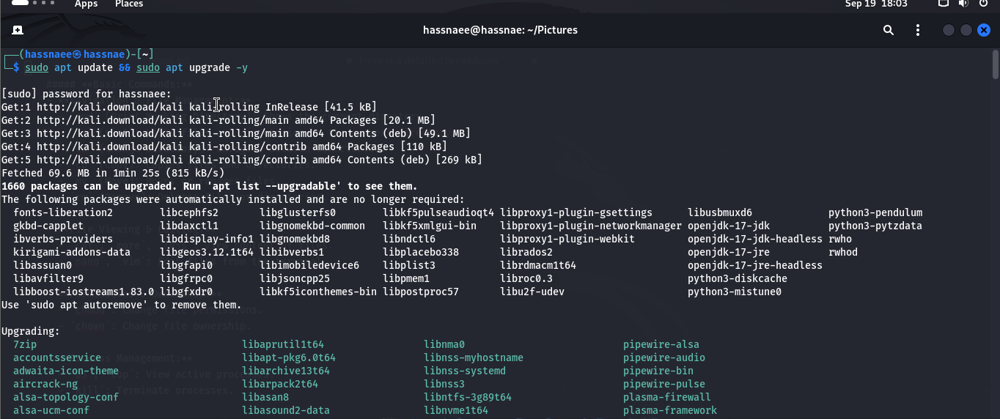 Apps Places Sep 19 18:03
hassnaee@hassnae: ~/Pictures
(hassnaee㉿hassnae)-[~]
$ sudo apt update && sudo apt upgrade -y
[sudo] password for hassnaee:
Get:1 http://kali.download/kali kali-rolling InRelease [41.5 kB]
Get:2 http://kali.download/kali kali-rolling/main amd64 Packages [20.1 MB]
Get:3 http://kali.download/kali kali-rolling/main amd64 Contents (deb) [49.1 MB]
Get:4 http://kali.download/kali kali-rolling/contrib amd64 Packages [110 kB]
Get:5 http://kali.download/kali kali-rolling/contrib amd64 Contents (deb) [269 kB]
Fetched 69.6 MB in 1min 25s (815 kB/s)
1660 packages can be upgraded. Run 'apt list --upgradable' to see them.
The following packages were automatically installed and are no longer required:
fonts-liberation2 libcephfs2 libglusterfs0 libkf5pulseaudioqt4 libproxy1-plugin-gsettings libusbmuxd6 python3-pendulum
gkbd-capplet libdaxctl1 libgnomekbd-common libkf5xmlgui-bin libproxy1-plugin-networkmanager openjdk-17-jdk python3-pytzdata
ibverbs-providers libdisplay-info1 libgnomekbd8 libndctl6 libproxy1-plugin-webkit openjdk-17-jdk-headless rwho
kirigami-addons-data libgeos3.12.1t64 libibverbs1 libplacebo338 librados2 openjdk-17-jre rwhod
libassuan0 libgfapi0 libimobiledevice6 libplist3 librdmacm1t64 openjdk-17-jre-headless
libavfilter9 libgfrpc0 libjsoncpp25 libpmem1 libroc0.3 python3-diskcache
libboost-iostreams1.83.0 libgfxdr0 libkf5iconthemes-bin libpostproc57 libu2f-udev python3-mistune0
Use 'sudo apt autoremove' to remove them.
Upgrading:
7zip libaprutil1t64 libnma0 pipewire-alsa
accountsservice libapt-pkg6.0t64 libnss-myhostname pipewire-audio
adwaita-icon-theme libarchive13t64 libnss-systemd pipewire-bin
aircrack-ng libarpack2t64 libnss3 pipewire-pulse
alsa-topology-conf libasan8 libntfs-3g89t64 plasma-firewall
alsa-ucm-conf libasound2-data libnvme1t64 plasma-framework